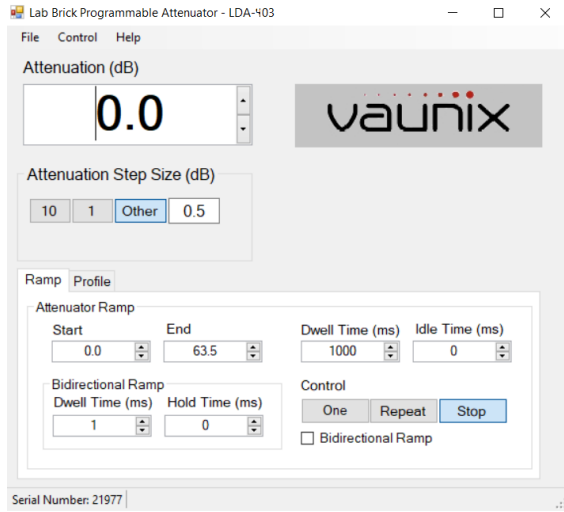 Lab Brick Programmable Attenuator - LDA-403
File Control Help
Attenuation (dB)
0.0
vaunix
Attenuation Step Size (dB)
10 1 Other 0.5
Ramp Profile
Attenuator Ramp
Start End Dwell Time (ms) Idle Time (ms)
0.0 63.5 1000 0
Bidirectional Ramp Control
Dwell Time (ms) Hold Time (ms)
One Repeat Stop
1 0
Bidirectional Ramp
Serial Number: 21977